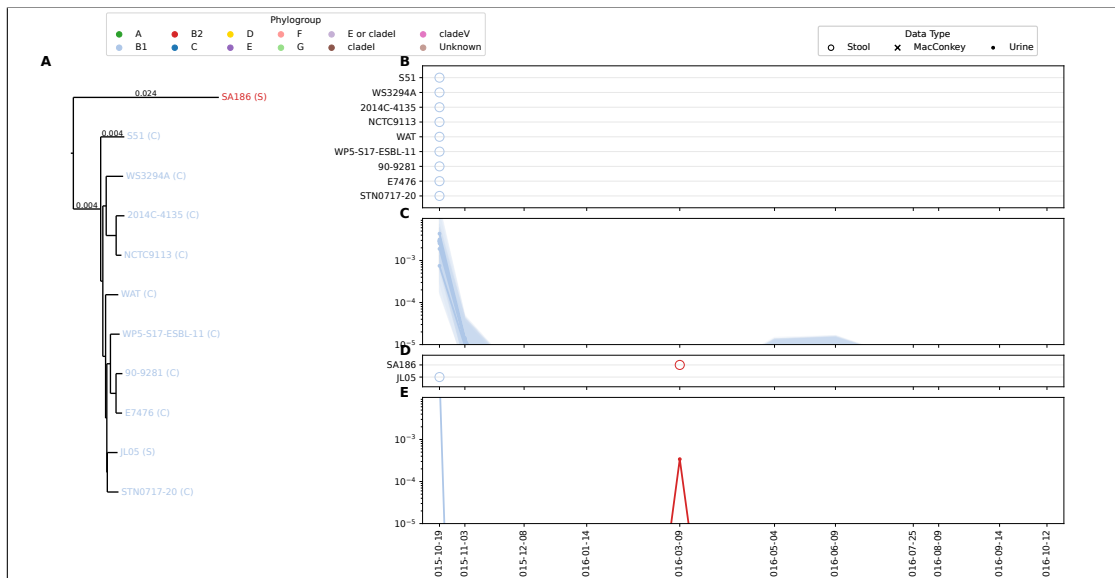 Phylogroup
A B2 D F E or cladeI cladeV
B1 C E G cladeI Unknown
Data Type
Stool MacConkey Urine
A
0.024
SA186 (S)
0.004
S51 (C)
WS3294A (C)
0.004
2014C-4135 (C)
NCTC9113 (C)
WAT (C)
WP5-S17-ESBL-11 (C)
90-9281 (C)
E7476 (C)
JL05 (S)
STN0717-20 (C)
B
S51
WS3294A
2014C-4135
NCTC9113
WAT
WP5-S17-ESBL-11
90-9281
E7476
STN0717-20
C
10⁻³
10⁻⁴
10⁻⁵
D
SA186
JL05
E
10⁻³
10⁻⁴
10⁻⁵
015-10-19
015-11-03
015-12-08
016-01-14
016-03-09
016-05-04
016-06-09
016-07-25
016-08-09
016-09-14
016-10-12